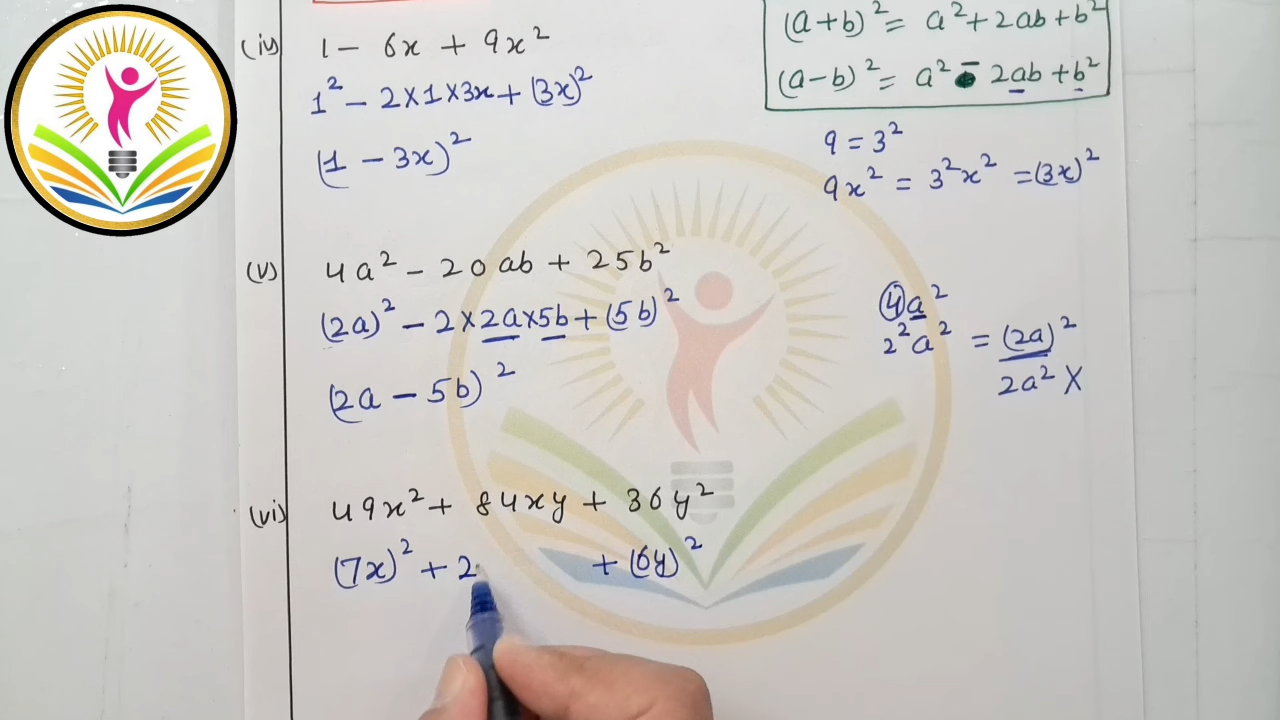 (iv) 1 - 6x + 9x²
1² - 2×1×3x + (3x)²
(1 - 3x)²
(a+b)² = a² + 2ab + b²
(a-b)² = a² - 2ab + b²
9 = 3²
9x² = 3²x² = (3x)²
(v) 4a² - 20ab + 25b²
(2a)² - 2×2a×5b + (5b)²
(2a - 5b)²
4a²
2²a² = (2a)²
2a² X
(vi) 49x² + 84xy + 36y²
(7x)² + 2 + (6y)²